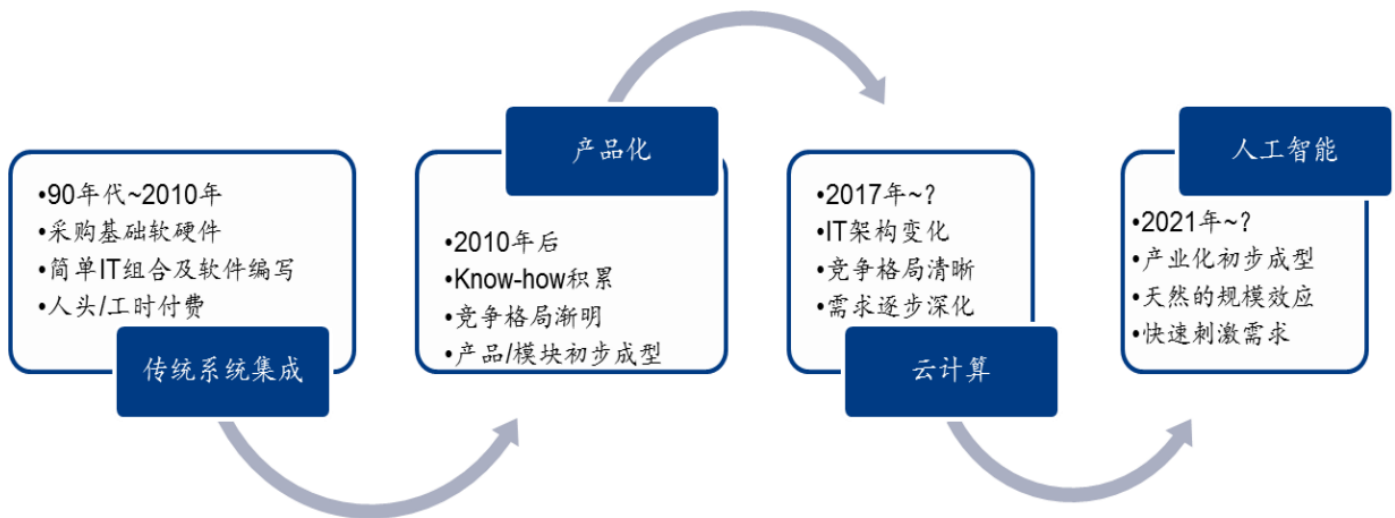 •90年代~2010年
•采购基础软硬件
•简单IT组合及软件编写
•人头/工时付费
传统系统集成
产品化
•2010年后
•Know-how积累
•竞争格局渐明
•产品/模块初步成型
•2017年~?
•IT架构变化
•竞争格局清晰
•需求逐步深化
云计算
人工智能
•2021年~?
•产业化初步成型
•天然的规模效应
•快速刺激需求